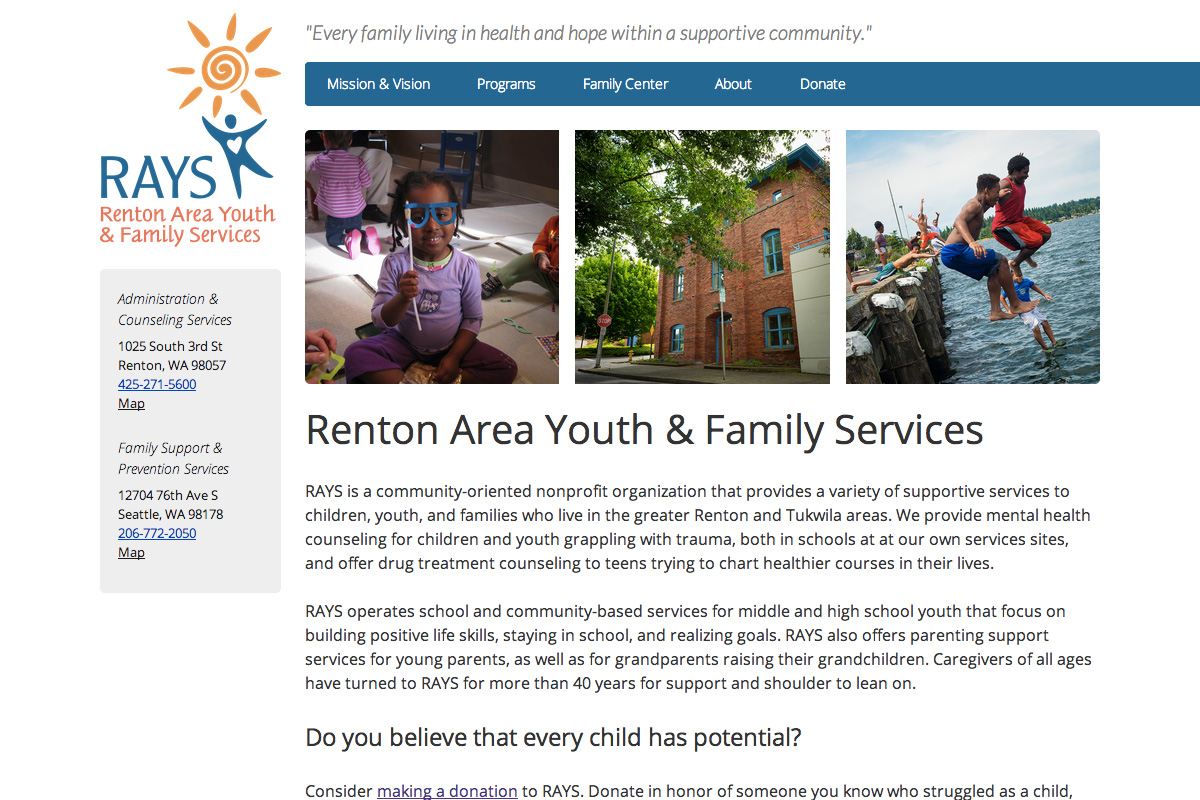 "Every family living in health and hope within a supportive community."
Mission & Vision Programs Family Center About Donate
RAYS
Renton Area Youth
& Family Services
Administration &
Counseling Services
1025 South 3rd St
Renton, WA 98057
425-271-5600
Map
Family Support &
Prevention Services
12704 76th Ave S
Seattle, WA 98178
206-772-2050
Map
STOP
Renton Area Youth & Family Services
RAYS is a community-oriented nonprofit organization that provides a variety of supportive services to
children, youth, and families who live in the greater Renton and Tukwila areas. We provide mental health
counseling for children and youth grappling with trauma, both in schools at at our own services sites,
and offer drug treatment counseling to teens trying to chart healthier courses in their lives.
RAYS operates school and community-based services for middle and high school youth that focus on
building positive life skills, staying in school, and realizing goals. RAYS also offers parenting support
services for young parents, as well as for grandparents raising their grandchildren. Caregivers of all ages
have turned to RAYS for more than 40 years for support and shoulder to lean on.
Do you believe that every child has potential?
Consider making a donation to RAYS. Donate in honor of someone you know who struggled as a child,